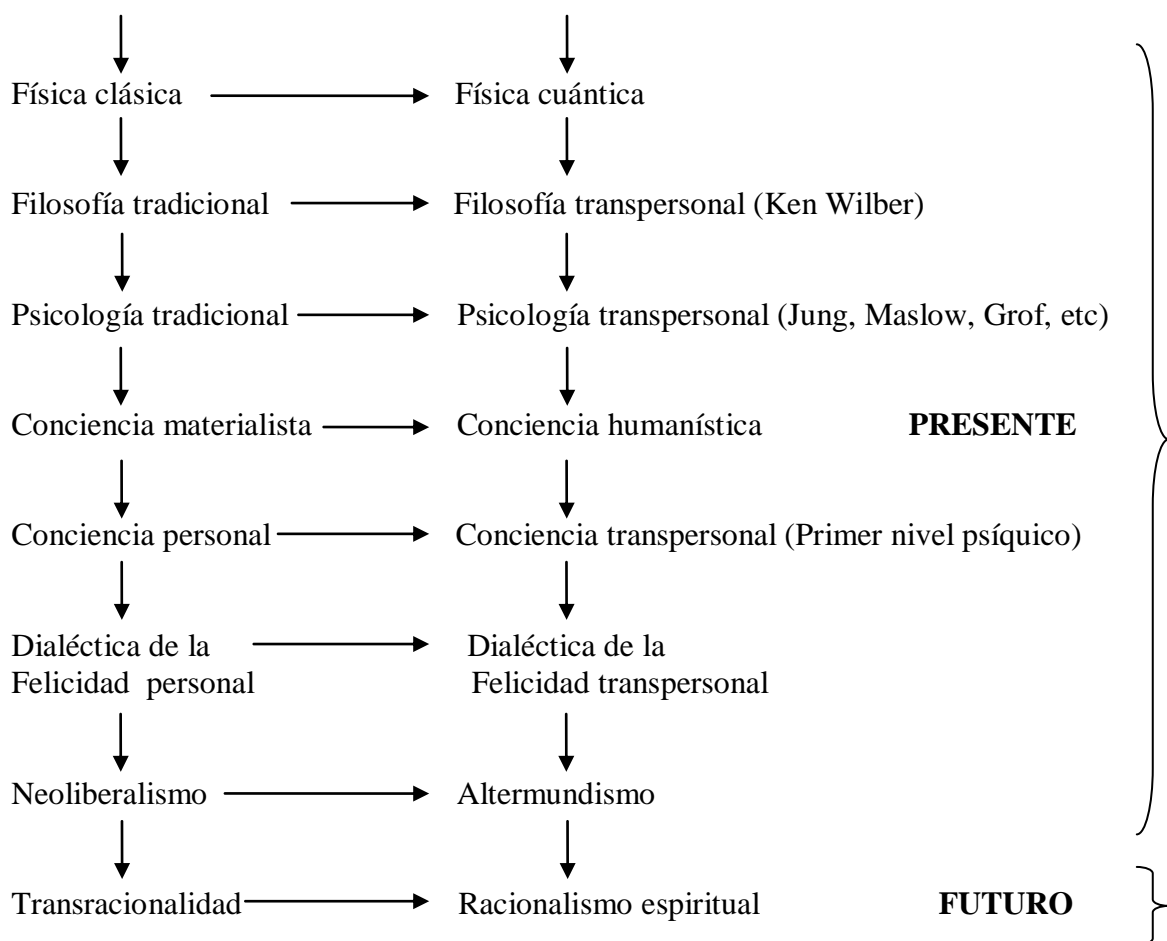 Física clásica Física cuántica
Filosofía tradicional Filosofía transpersonal (Ken Wilber)
Psicología tradicional Psicología transpersonal (Jung, Maslow, Grof, etc)
Conciencia materialista Conciencia humanística PRESENTE
Conciencia personal Conciencia transpersonal (Primer nivel psíquico)
Dialéctica de la Dialéctica de la
Felicidad personal Felicidad transpersonal
Neoliberalismo Altermundismo
Transracionalidad Racionalismo espiritual FUTURO